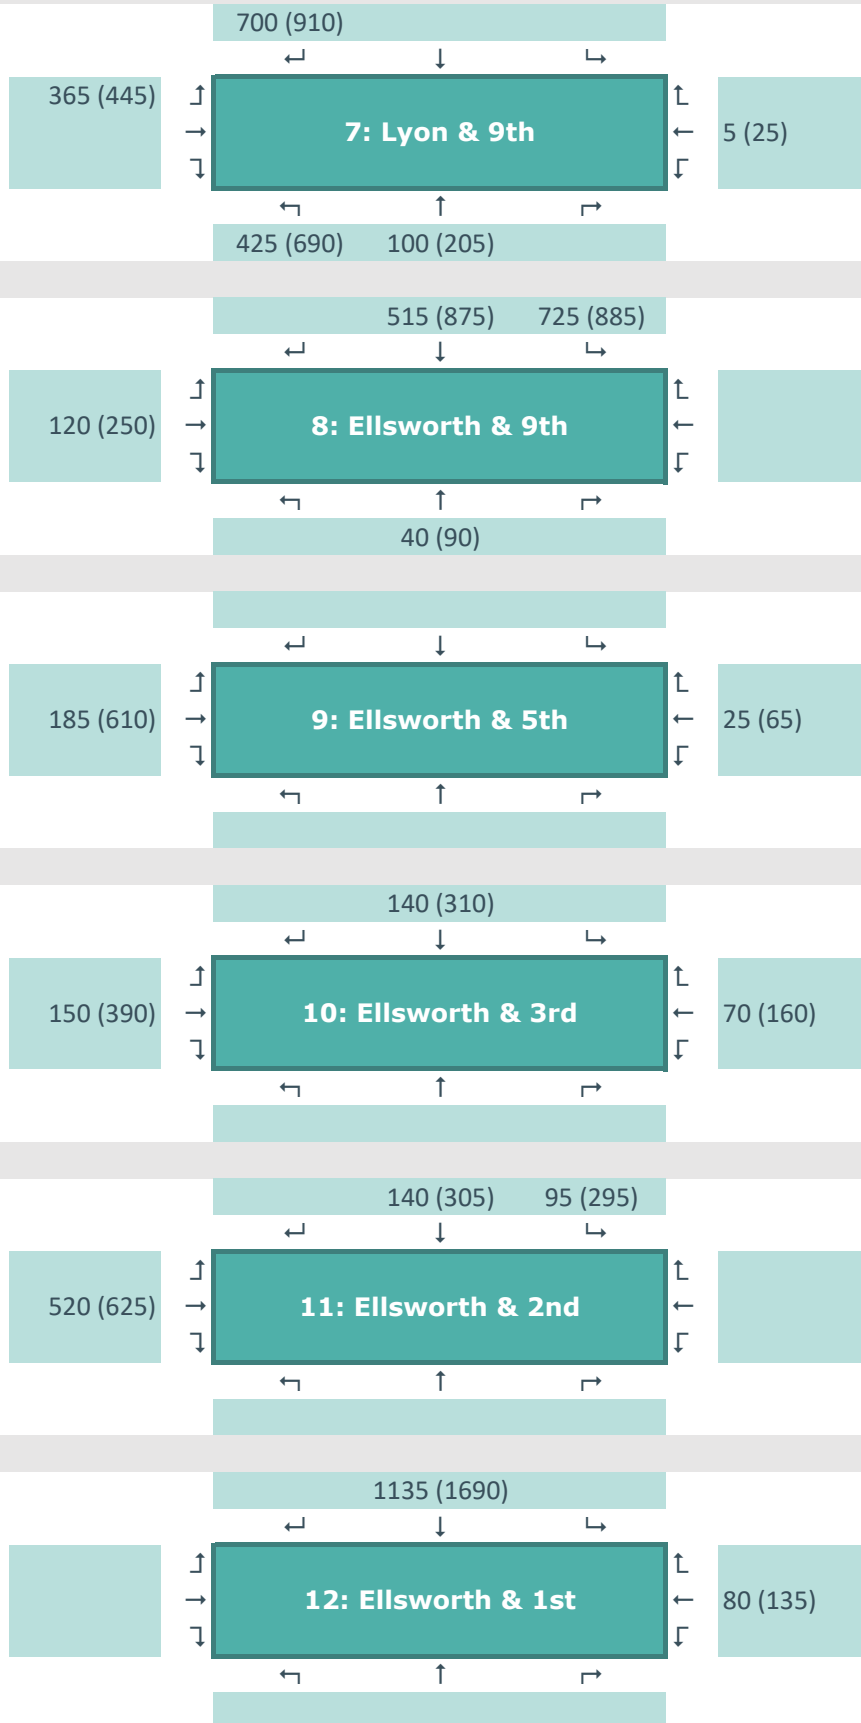 700 (910)
365 (445)
7: Lyon & 9th
5 (25)
425 (690) 100 (205)
515 (875) 725 (885)
120 (250)
8: Ellsworth & 9th
40 (90)
185 (610)
9: Ellsworth & 5th
25 (65)
140 (310)
150 (390)
10: Ellsworth & 3rd
70 (160)
140 (305) 95 (295)
520 (625)
11: Ellsworth & 2nd
1135 (1690)
12: Ellsworth & 1st
80 (135)